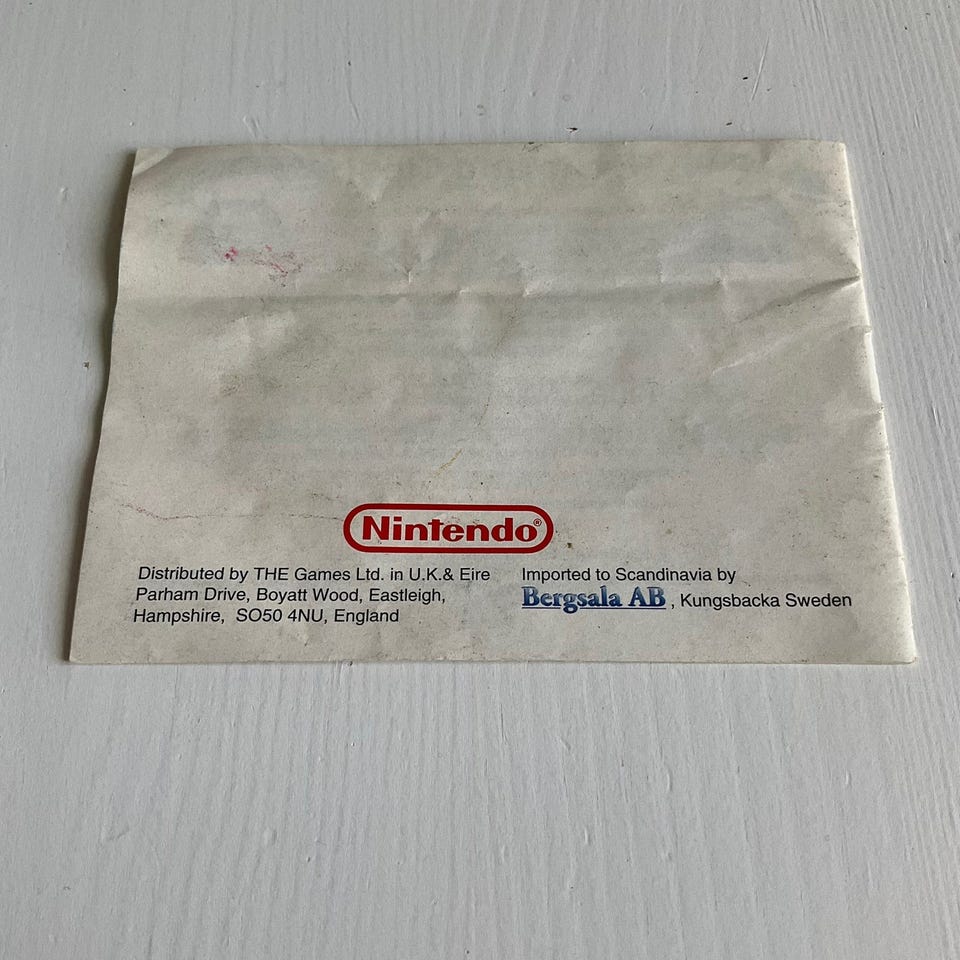 Nintendo®
Distributed by THE Games Ltd. in U.K.& Eire
Parham Drive, Boyatt Wood, Eastleigh,
Hampshire, SO50 4NU, England
Imported to Scandinavia by
Bergsala AB , Kungsbacka Sweden